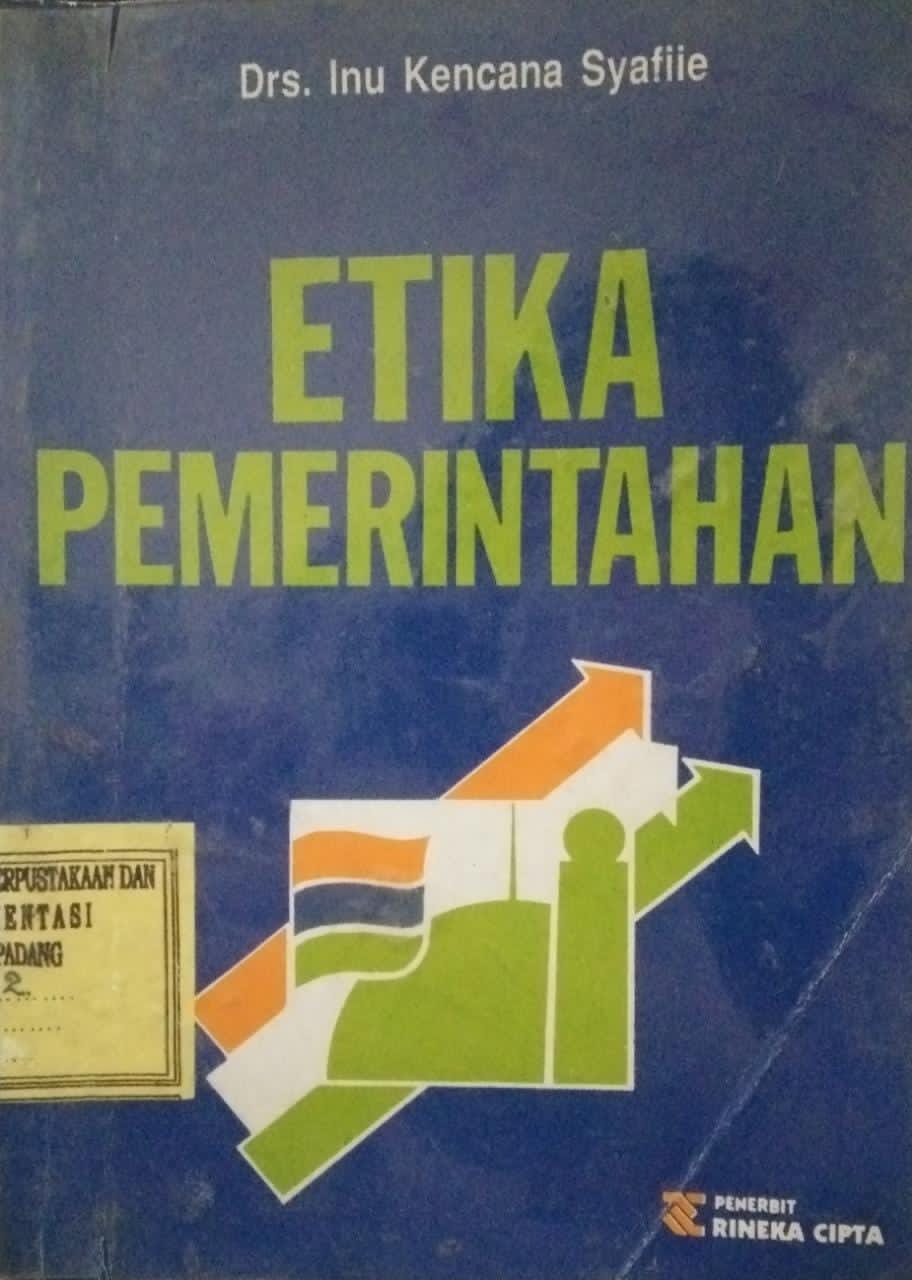 Drs. Inu Kencana Syafiie
ETIKA
PEMERINTAHAN
ERPUSTAKAAN DAN
ENTASI
PADANG
2
PENERBIT
RINEKA CIPTA